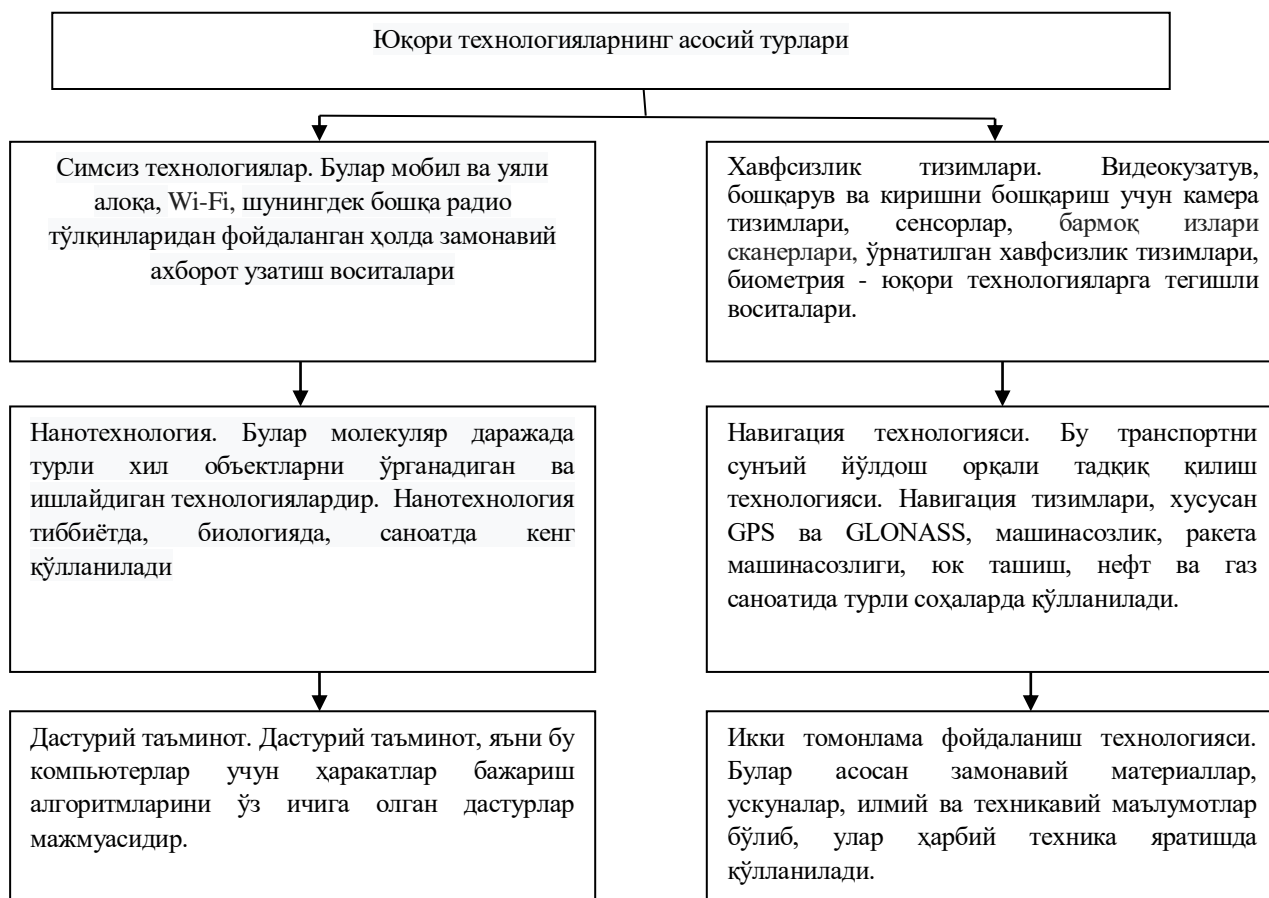 Юқори технологияларнинг асосий турлари
Симсиз технологиялар. Булар мобил ва уяли
алоқа, Wi-Fi, шунингдек бошқа радио
тўлқинларидан фойдаланган ҳолда замонавий
ахборот узатиш воситалари
Хавфсизлик тизимлари. Видеокузатув,
бошқарув ва киришни бошқариш учун камера
тизимлари, сенсорлар, бармоқ излари
сканерлари, ўрнатилган хавфсизлик тизимлари,
биометрия - юқори технологияларга тегишли
воситалари.
Нанотехнология. Булар молекуляр даражада
турли хил объектларни ўрганадиган ва
ишлайдиган технологиялардир. Нанотехнология
тиббиётда, биологияда, саноатда кенг
қўлланилади
Навигация технологияси. Бу транспортни
сунъий йўлдош орқали тадқиқ қилиш
технологияси. Навигация тизимлари, хусусан
GPS ва GLONASS, машинасозлик, ракета
машинасозлиги, юк ташиш, нефт ва газ
саноатида турли соҳаларда қўлланилади.
Дастурий таъминот. Дастурий таъминот, яъни бу
компьютерлар учун ҳаракатлар бажариш
алгоритмларини ўз ичига олган дастурлар
мажмуасидир.
Икки томонлама фойдаланиш технологияси.
Булар асосан замонавий материаллар,
ускуналар, илмий ва техникавий маълумотлар
бўлиб, улар ҳарбий техника яратишда
қўлланилади.